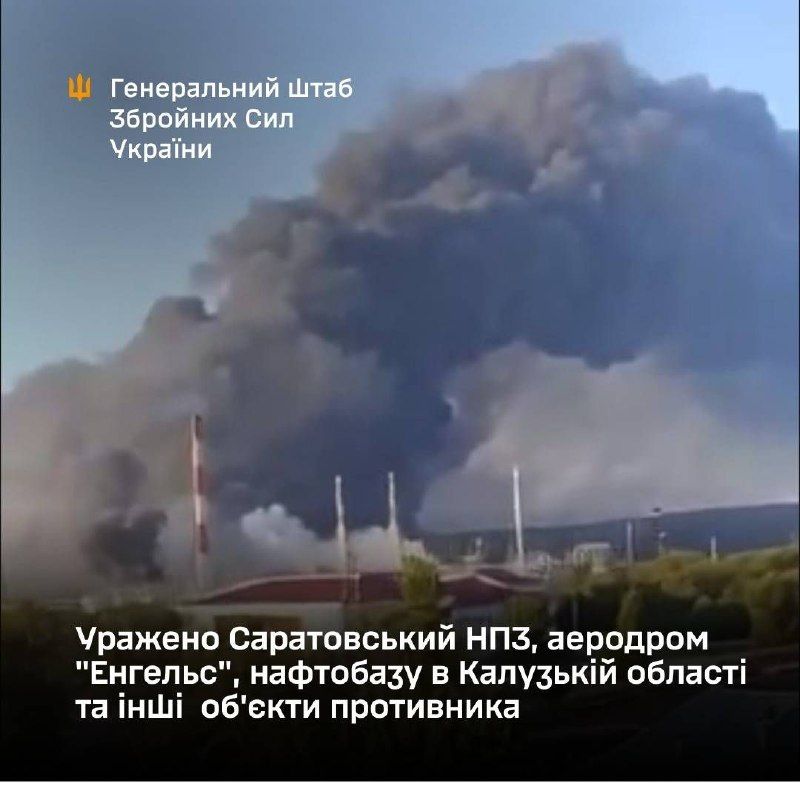 Генеральний штаб
Збройних Сил
України
Уражено Саратовський НПЗ, аеродром
"Енгельс", нафтобазу в Калузькій області
та інші об'єкти противника